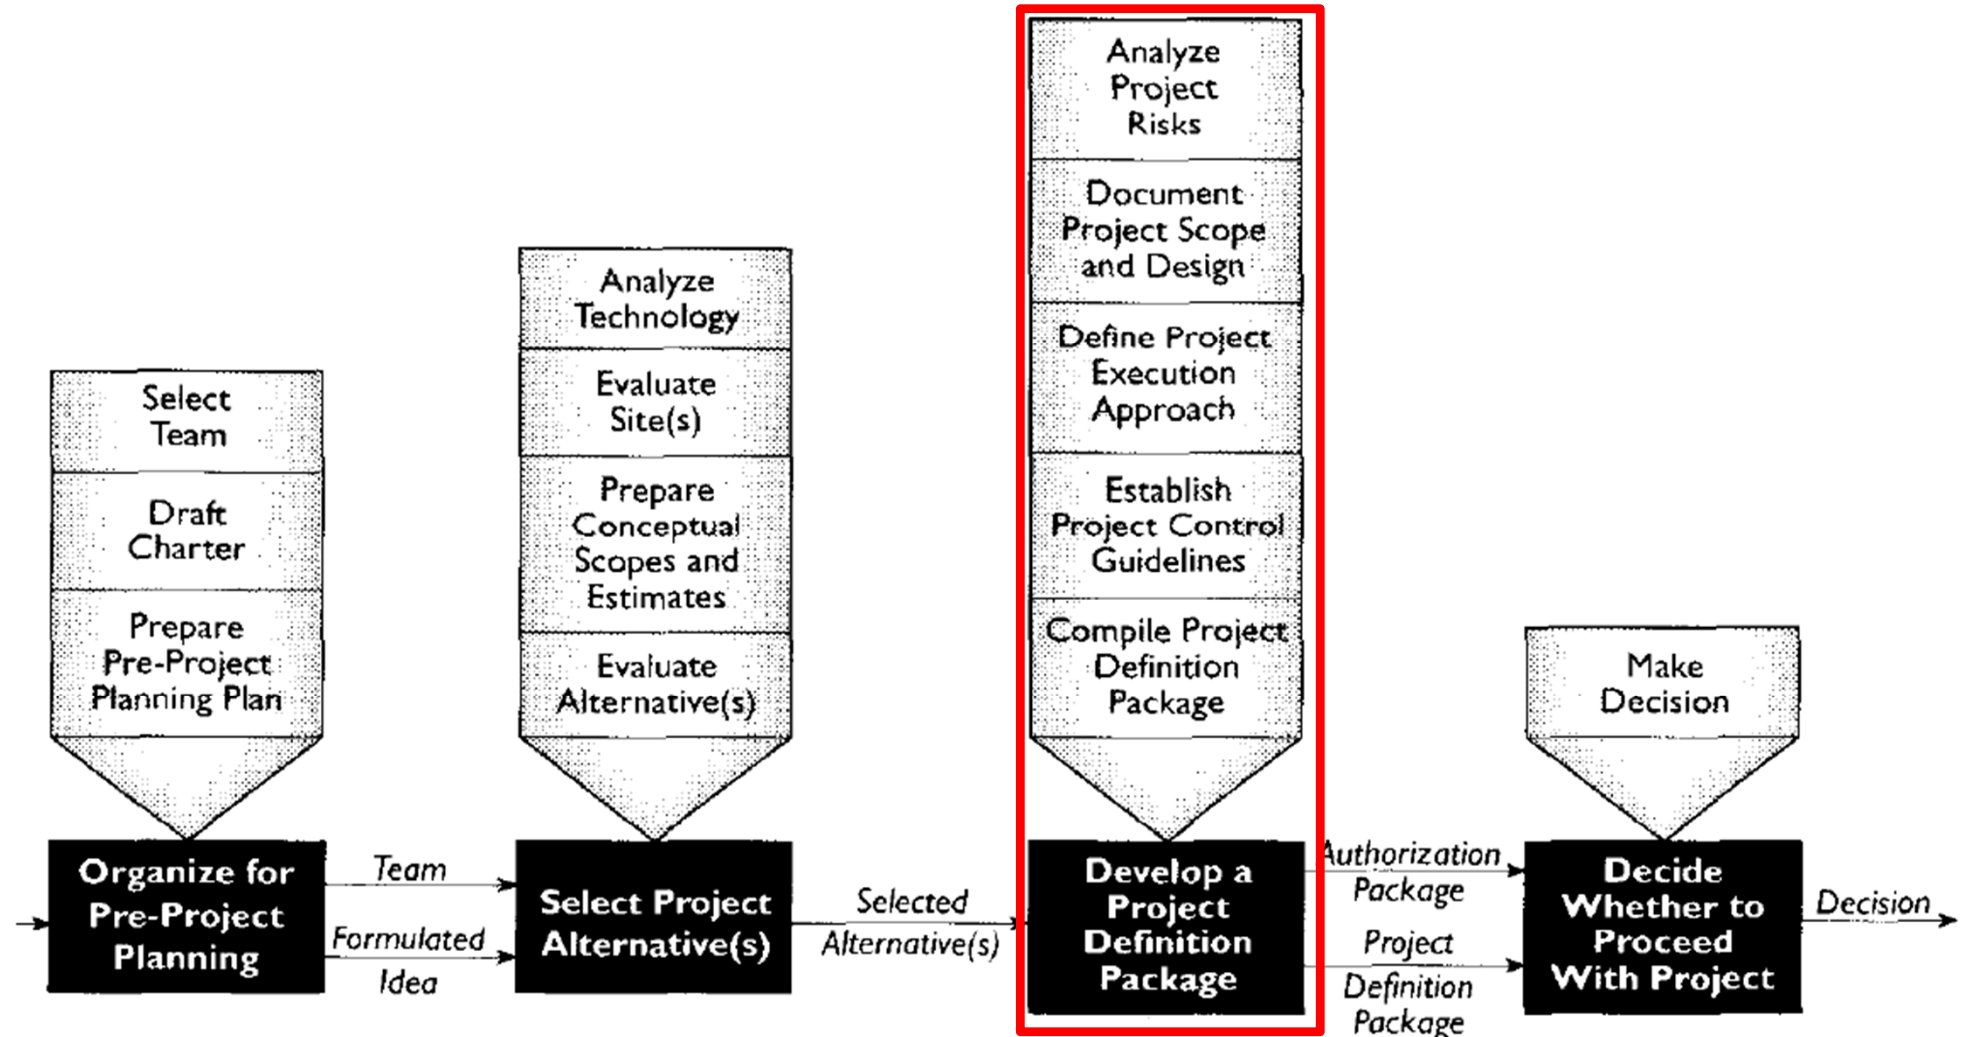 Select
Team
Draft
Charter
Prepare
Pre-Project
Planning Plan
Organize for
Pre-Project
Planning
Team
Formulated
Idea
Analyze
Technology
Evaluate
Site(s)
Prepare
Conceptual
Scopes and
Estimates
Evaluate
Alternative(s)
Select Project
Alternative(s)
Selected
Alternative(s)
Analyze
Project
Risks
Document
Project Scope
and Design
Define Project
Execution
Approach
Establish
Project Control
Guidelines
Compile Project
Definition
Package
Develop a
Project
Definition
Package
Authorization
Package
Project
Definition
Package
Make
Decision
Decide
Whether to
Proceed
With Project
Decision